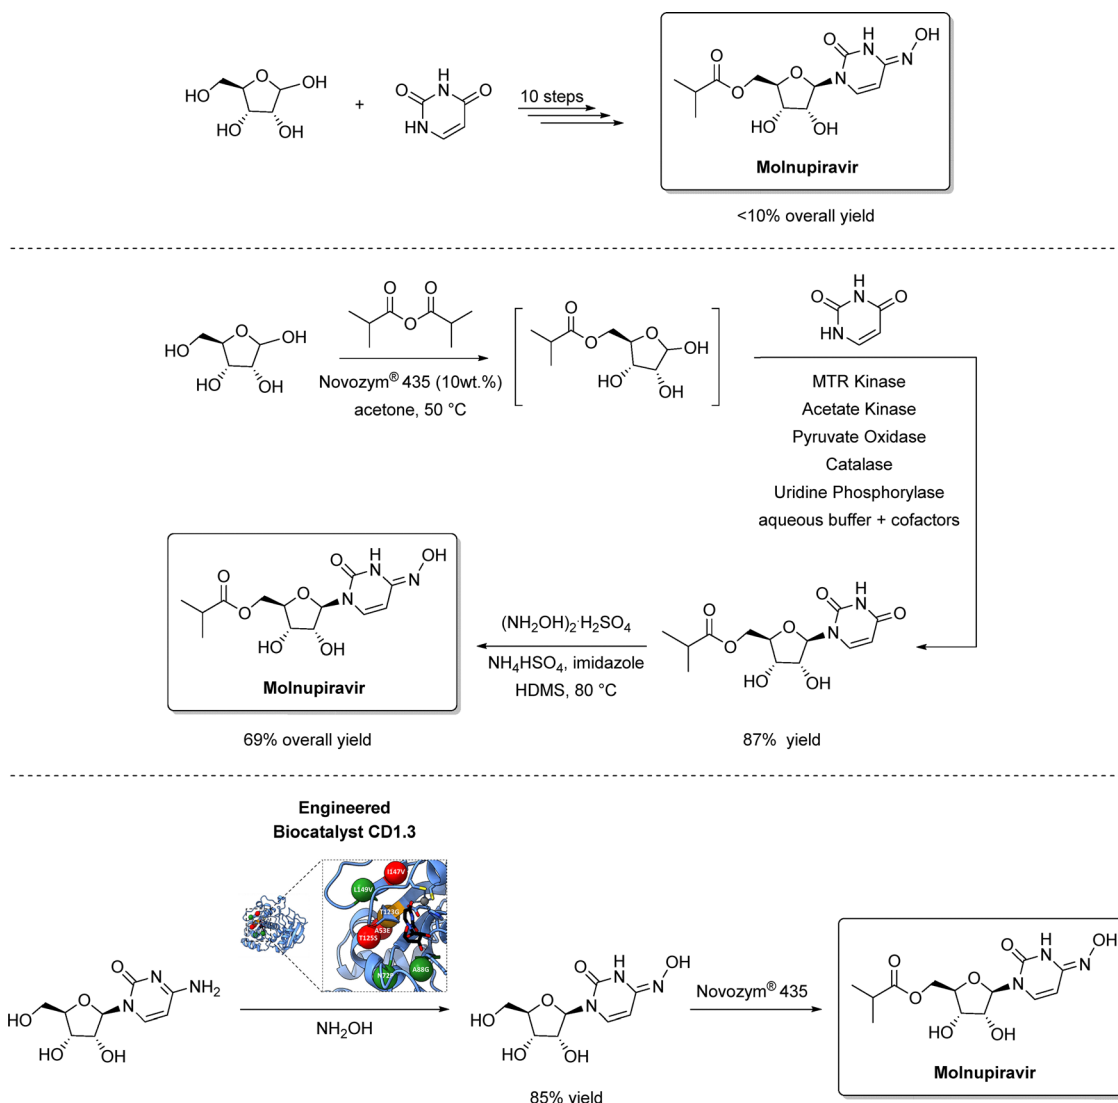 10 steps
Molnupiravir
<10% overall yield
Novozym® 435 (10wt.%)
acetone, 50 °C
MTR Kinase
Acetate Kinase
Pyruvate Oxidase
Catalase
Uridine Phosphorylase
aqueous buffer + cofactors
Molnupiravir
69% overall yield
(NH2OH)2·H2SO4
NH4HSO4, imidazole
HDMS, 80 °C
87% yield
Engineered
Biocatalyst CD1.3
I147V
L149V
T123G
A53E
T125S
A88G
NH2OH
85% yield
Novozym® 435
Molnupiravir